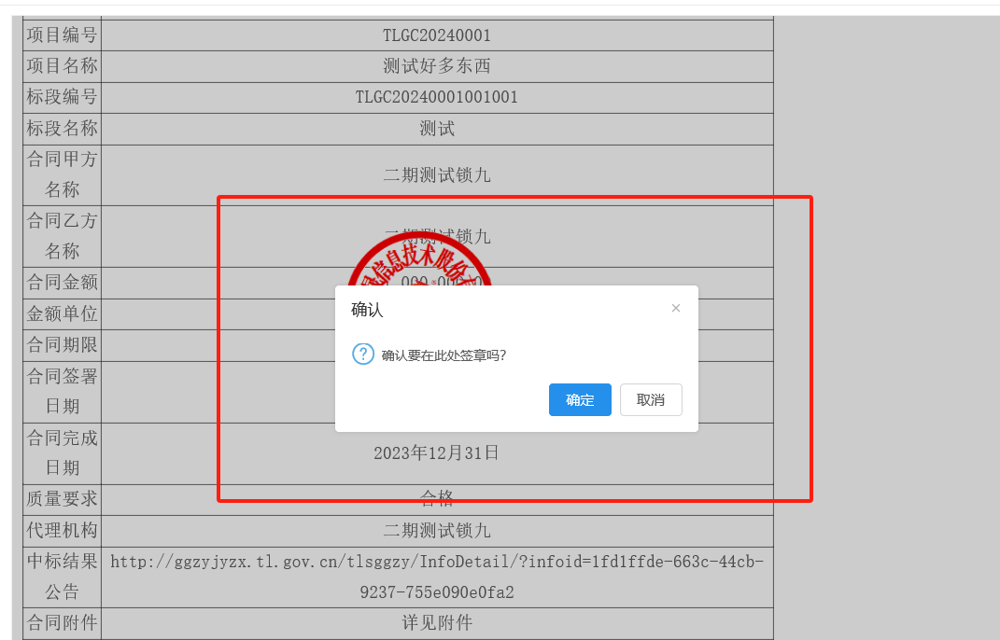 项目编号 TLGC20240001
项目名称 测试好多东西
标段编号 TLGC20240001001001
标段名称 测试
合同甲方
名称
二期测试锁九
合同乙方
名称
二期测试锁九
合同金额
信息技术股份
金额单位
合同期限
合同签署
日期
确认
×
? 确认要在此处签章吗?
确定 取消
合同完成
日期
2023年12月31日
质量要求 合格
代理机构 二期测试锁九
中标结果
公告
http://ggzyjyzx.tl.gov.cn/tlsggzy/InfoDetail/?infoid=1fd1ffde-663c-44cb-
9237-755e090e0fa2
合同附件 详见附件